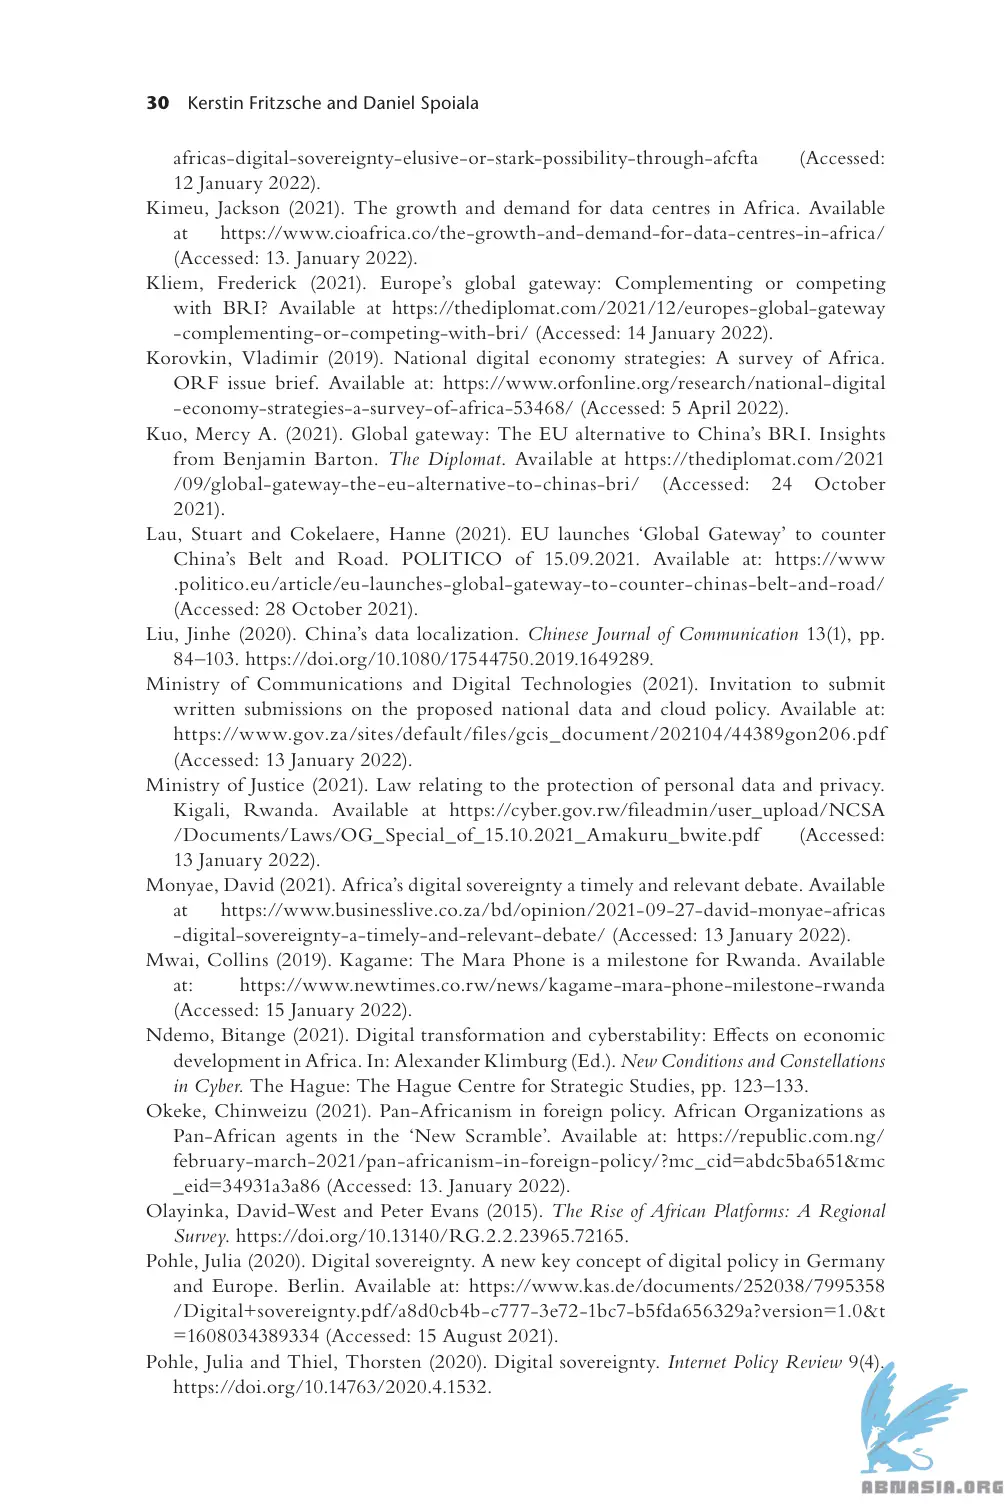 30 Kerstin Fritzsche and Daniel Spoiala
africas-digital-sovereignty-elusive-or-stark-possibility-through-afcfta (Accessed:
12 January 2022).
Kimeu, Jackson (2021). The growth and demand for data centres in Africa. Available
at https://www.cioafrica.co/the-growth-and-demand-for-data-centres-in-africa/
(Accessed: 13. January 2022).
Kliem, Frederick (2021). Europe’s global gateway: Complementing or competing
with BRI? Available at https://thediplomat.com/2021/12/europes-global-gateway
-complementing-or-competing-with-bri/ (Accessed: 14 January 2022).
Korovkin, Vladimir (2019). National digital economy strategies: A survey of Africa.
ORF issue brief. Available at: https://www.orfonline.org/research/national-digital
-economy-strategies-a-survey-of-africa-53468/ (Accessed: 5 April 2022).
Kuo, Mercy A. (2021). Global gateway: The EU alternative to China’s BRI. Insights
from Benjamin Barton. The Diplomat. Available at https://thediplomat.com/2021
/09/global-gateway-the-eu-alternative-to-chinas-bri/ (Accessed: 24 October
2021).
Lau, Stuart and Cokelaere, Hanne (2021). EU launches ‘Global Gateway’ to counter
China’s Belt and Road. POLITICO of 15.09.2021. Available at: https://www
.politico.eu/article/eu-launches-global-gateway-to-counter-chinas-belt-and-road/
(Accessed: 28 October 2021).
Liu, Jinhe (2020). China’s data localization. Chinese Journal of Communication 13(1), pp.
84–103. https://doi.org/10.1080/17544750.2019.1649289.
Ministry of Communications and Digital Technologies (2021). Invitation to submit
written submissions on the proposed national data and cloud policy. Available at:
https://www.gov.za/sites/default/files/gcis_document/202104/44389gon206.pdf
(Accessed: 13 January 2022).
Ministry of Justice (2021). Law relating to the protection of personal data and privacy.
Kigali, Rwanda. Available at https://cyber.gov.rw/fileadmin/user_upload/NCSA
/Documents/Laws/OG_Special_of_15.10.2021_Amakuru_bwite.pdf (Accessed:
13 January 2022).
Monyae, David (2021). Africa’s digital sovereignty a timely and relevant debate. Available
at https://www.businesslive.co.za/bd/opinion/2021-09-27-david-monyae-africas
-digital-sovereignty-a-timely-and-relevant-debate/ (Accessed: 13 January 2022).
Mwai, Collins (2019). Kagame: The Mara Phone is a milestone for Rwanda. Available
at: https://www.newtimes.co.rw/news/kagame-mara-phone-milestone-rwanda
(Accessed: 15 January 2022).
Ndemo, Bitange (2021). Digital transformation and cyberstability: Effects on economic
development in Africa. In: Alexander Klimburg (Ed.). New Conditions and Constellations
in Cyber. The Hague: The Hague Centre for Strategic Studies, pp. 123–133.
Okeke, Chinweizu (2021). Pan-Africanism in foreign policy. African Organizations as
Pan-African agents in the ‘New Scramble’. Available at: https://republic.com.ng/
february-march-2021/pan-africanism-in-foreign-policy/?mc_cid=abdc5ba651&mc
_eid=34931a3a86 (Accessed: 13. January 2022).
Olayinka, David-West and Peter Evans (2015). The Rise of African Platforms: A Regional
Survey. https://doi.org/10.13140/RG.2.2.23965.72165.
Pohle, Julia (2020). Digital sovereignty. A new key concept of digital policy in Germany
and Europe. Berlin. Available at: https://www.kas.de/documents/252038/7995358
/Digital+sovereignty.pdf/a8d0cb4b-c777-3e72-1bc7-b5fda656329a?version=1.0&t
=1608034389334 (Accessed: 15 August 2021).
Pohle, Julia and Thiel, Thorsten (2020). Digital sovereignty. Internet Policy Review 9(4).
https://doi.org/10.14763/2020.4.1532.
ABNASIA.ORG